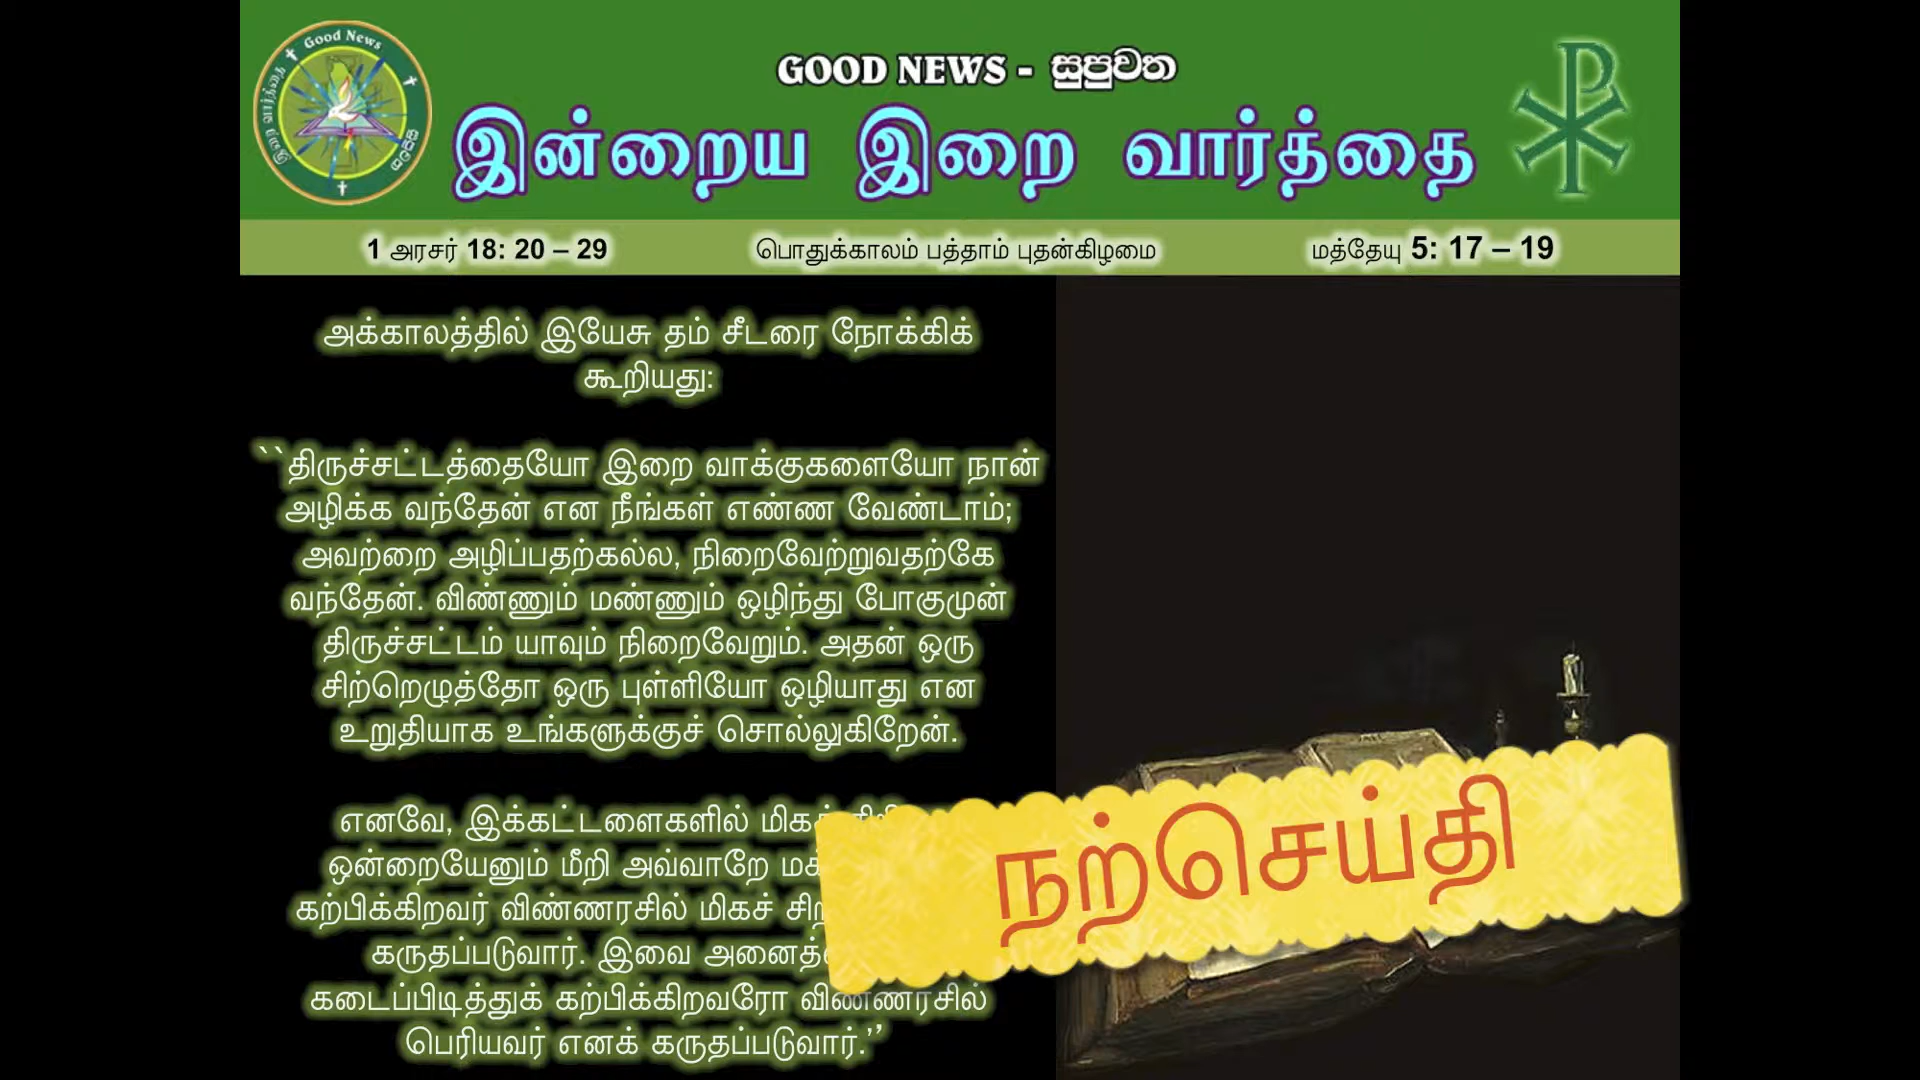 Good News
இறை வார்த்தை
GOOD NEWS - සුපුවත
இன்றைய இறை வார்த்தை
1 அரசர் 18: 20 – 29
பொதுக்காலம் பத்தாம் புதன்கிழமை
மத்தேயு 5: 17 – 19
அக்காலத்தில் இயேசு தம் சீடரை நோக்கிக்
கூறியது:
``திருச்சட்டத்தையோ இறை வாக்குகளையோ நான்
அழிக்க வந்தேன் என நீங்கள் எண்ண வேண்டாம்;
அவற்றை அழிப்பதற்கல்ல, நிறைவேற்றுவதற்கே
வந்தேன். விண்ணும் மண்ணும் ஒழிந்து போகுமுன்
திருச்சட்டம் யாவும் நிறைவேறும். அதன் ஒரு
சிற்றெழுத்தோ ஒரு புள்ளியோ ஒழியாது என
உறுதியாக உங்களுக்குச் சொல்லுகிறேன்.
எனவே, இக்கட்டளைகளில்
ஒன்றையேனும் மீறி அவ்வாறே
கற்பிக்கிறவர் விண்ணரசில் மிகச்
கருதப்படுவார். இவை
கடைப்பிடித்துக் கற்பிக்கிறவரோ விண்ணரசில்
பெரியவர் எனக் கருதப்படுவார்.’’
நற்செய்தி